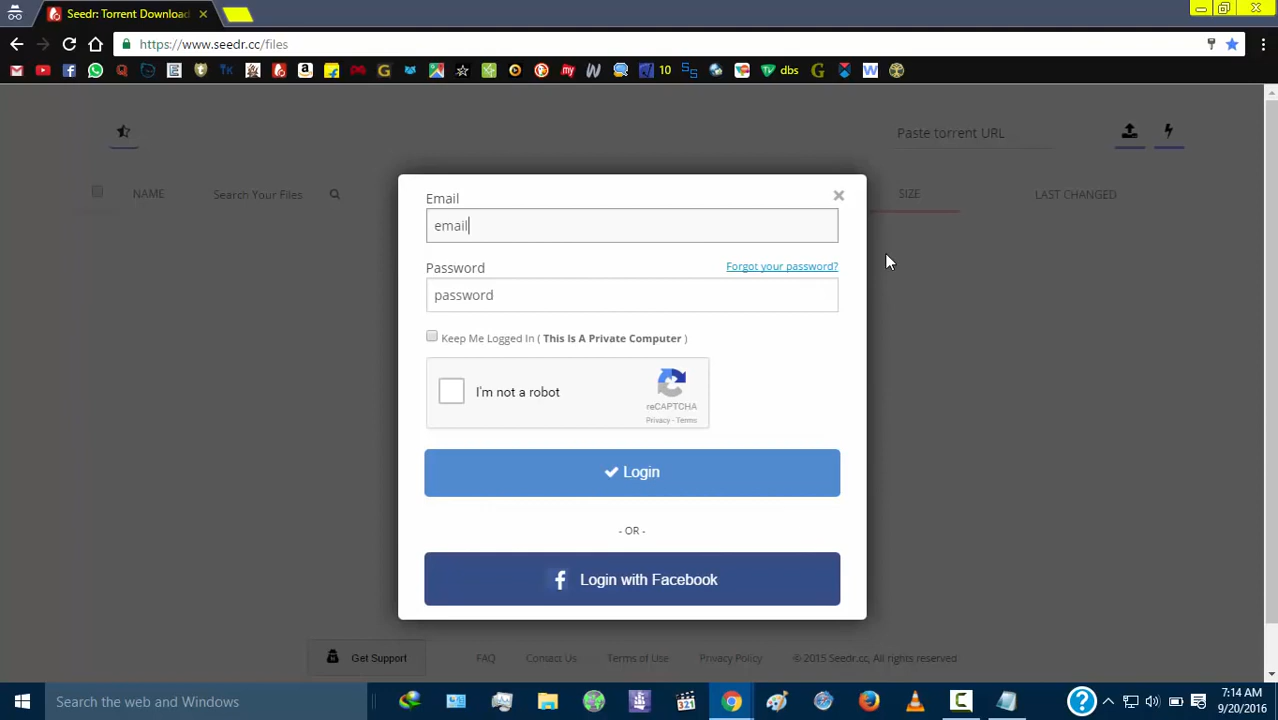 Seedr: Torrent Download
https://www.seedr.cc/files
my
10
dbs
Paste torrent URL
NAME
Search Your Files
SIZE
LAST CHANGED
Email
email
Password
Forgot your password?
password
Keep Me Logged In ( This Is A Private Computer )
I'm not a robot
reCAPTCHA
Privacy - Terms
Login
- OR -
Login with Facebook
Get Support
FAQ
Contact Us
Terms of Use
Privacy Policy
© 2015 Seedr.cc, All rights reserved
Search the web and Windows
321
7:14 AM
9/20/2016